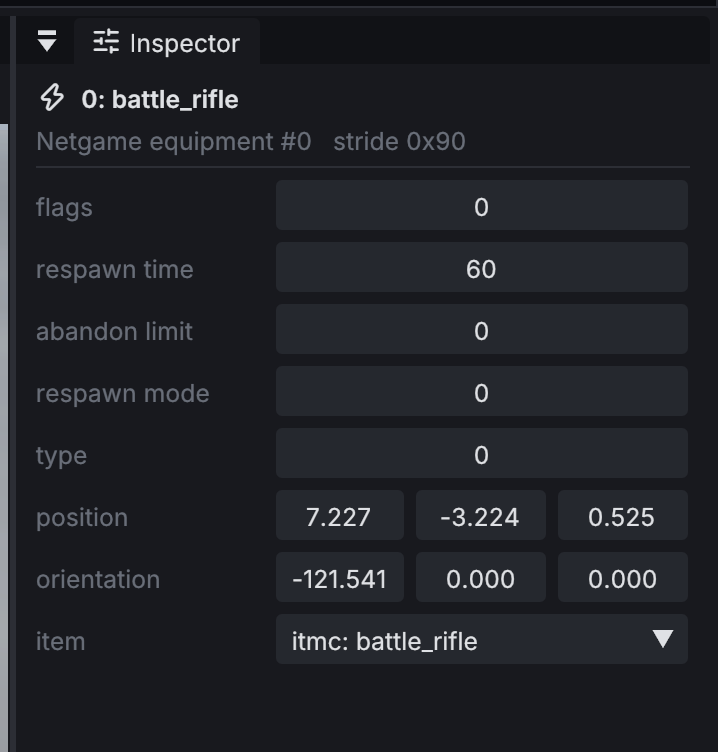 Inspector
0: battle_rifle
Netgame equipment #0 stride 0x90
flags 0
respawn time 60
abandon limit 0
respawn mode 0
type 0
position 7.227 -3.224 0.525
orientation -121.541 0.000 0.000
item itmc: battle_rifle